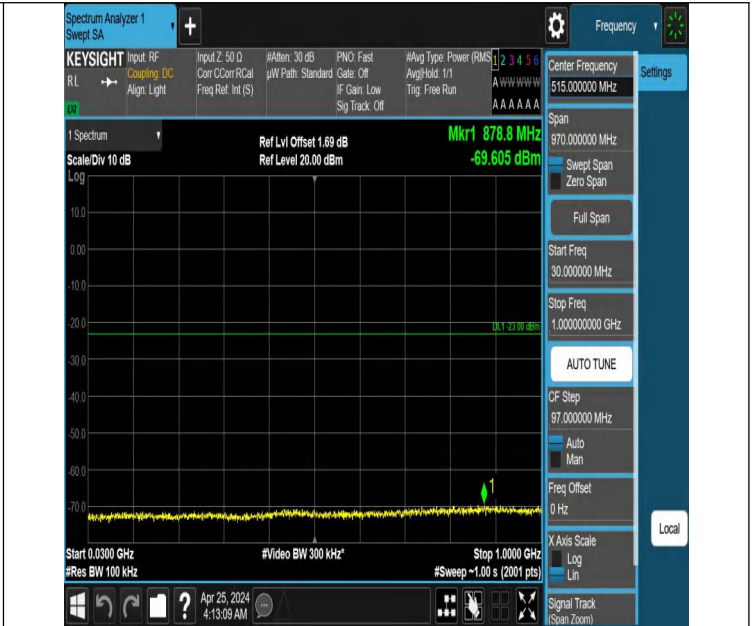 Spectrum Analyzer 1
Swept SA
+
Frequency
KEYSIGHT
RL
LXI
Input: RF
Coupling: DC
Align: Light
Input Z: 50 Ω
Corr CCorr RCal
Freq Ref: Int (S)
#Atten: 30 dB
µW Path: Standard
PNO: Fast
Gate: Off
IF Gain: Low
Sig Track: Off
#Avg Type: Power (RMS
Avg|Hold: 1/1
Trig: Free Run
1 2 3 4 5 6
A W W W W W
A A A A A A
1 Spectrum
Scale/Div 10 dB
Ref Lvl Offset 1.69 dB
Ref Level 20.00 dBm
Mkr1 878.8 MHz
-69.605 dBm
Log
10.0
0.00
-10.0
-20.0
DL1 -23.00 dBm
-30.0
-40.0
-50.0
-60.0
1
-70.0
Start 0.0300 GHz
#Video BW 300 kHz*
Stop 1.0000 GHz
#Res BW 100 kHz
#Sweep ~1.00 s (2001 pts)
Center Frequency
515.000000 MHz
Settings
Span
970.000000 MHz
Swept Span
Zero Span
Full Span
Start Freq
30.000000 MHz
Stop Freq
1.000000000 GHz
AUTO TUNE
CF Step
97.000000 MHz
Auto
Man
Freq Offset
0 Hz
X Axis Scale
Log
Lin
Local
Signal Track
(Span Zoom)
?
Apr 25, 2024
4:13:09 AM